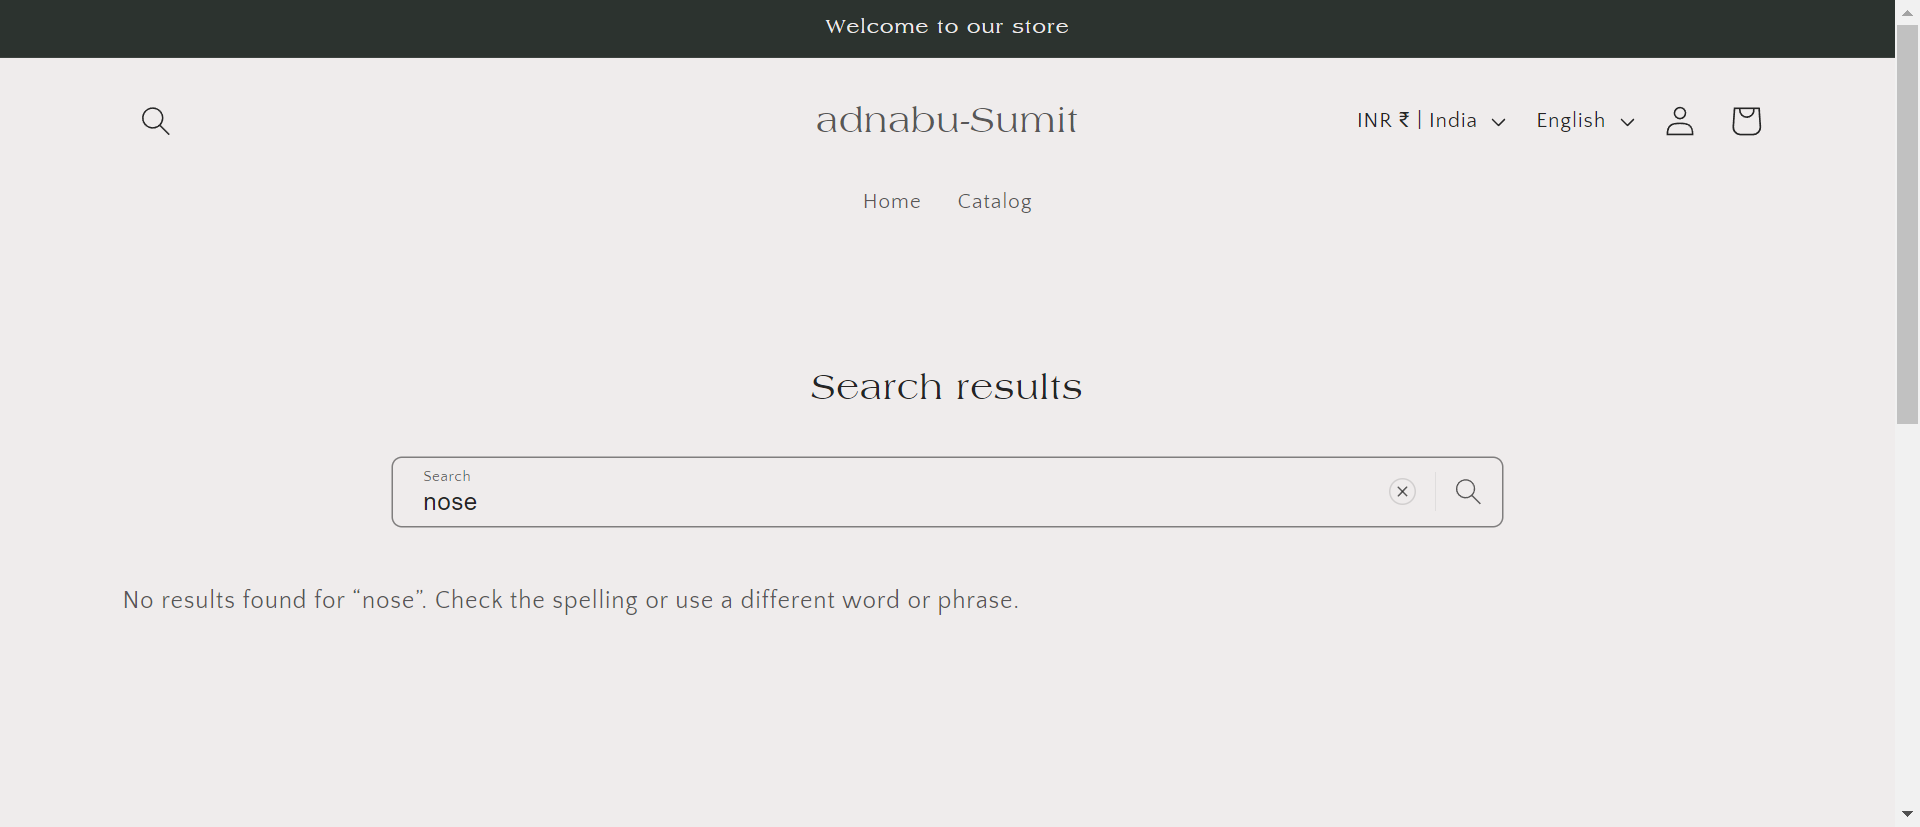 Welcome to our store
adnabu-Sumit
INR ₹ | India
English
Home
Catalog
Search results
Search
nose
No results found for “nose”. Check the spelling or use a different word or phrase.